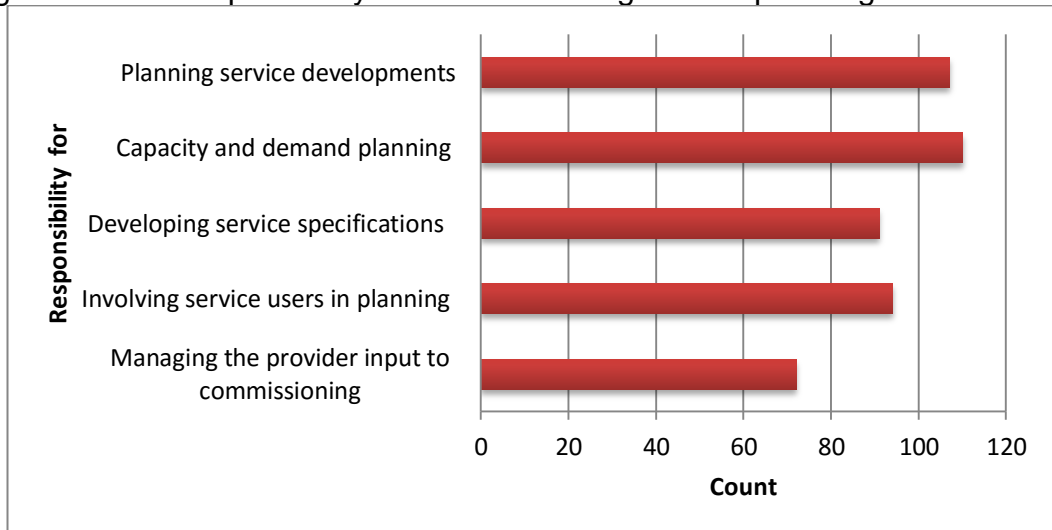 Planning service developments
Capacity and demand planning
Developing service specifications
Involving service users in planning
Managing the provider input to
commissioning
Responsibility for
0 20 40 60 80 100 120
Count